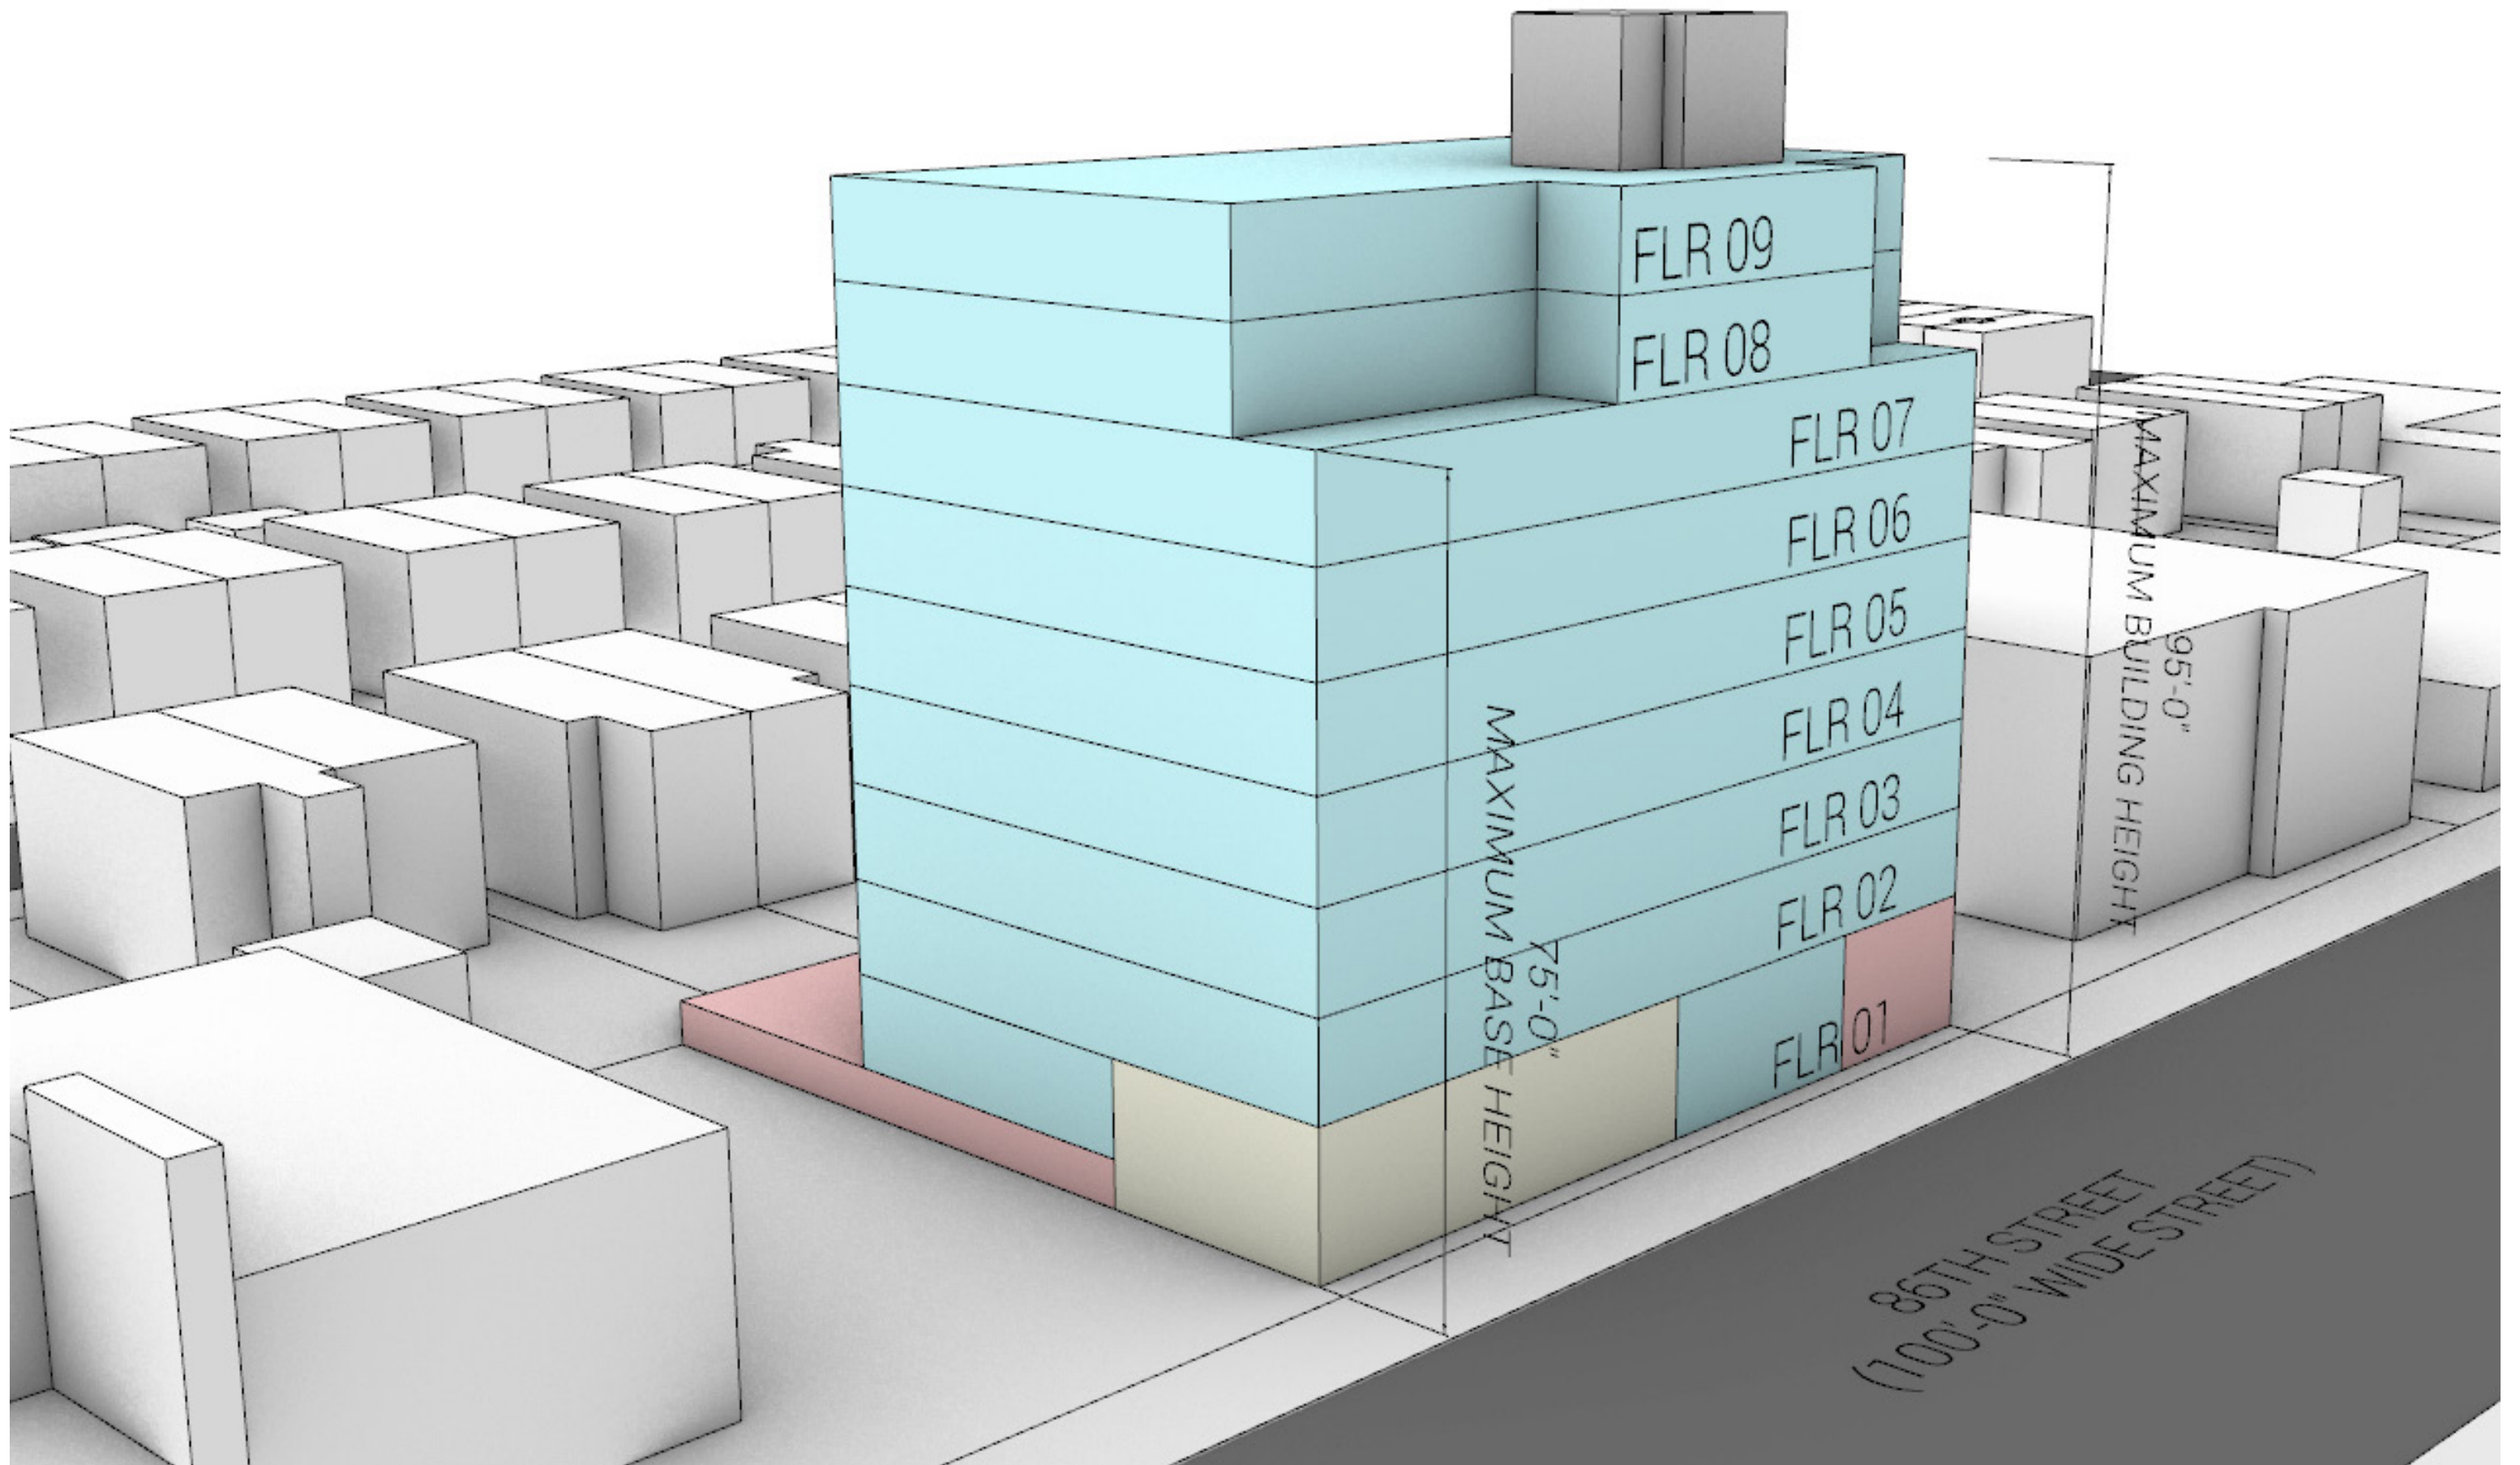 FLR 09
FLR 08
FLR 07
FLR 06
FLR 05
FLR 04
FLR 03
FLR 02
FLR 01
75'-0"
MAXIMUM BASE HEIGHT
95'-0"
MAXIMUM BUILDING HEIGHT
86TH STREET
(100'-0" WIDE STREET)